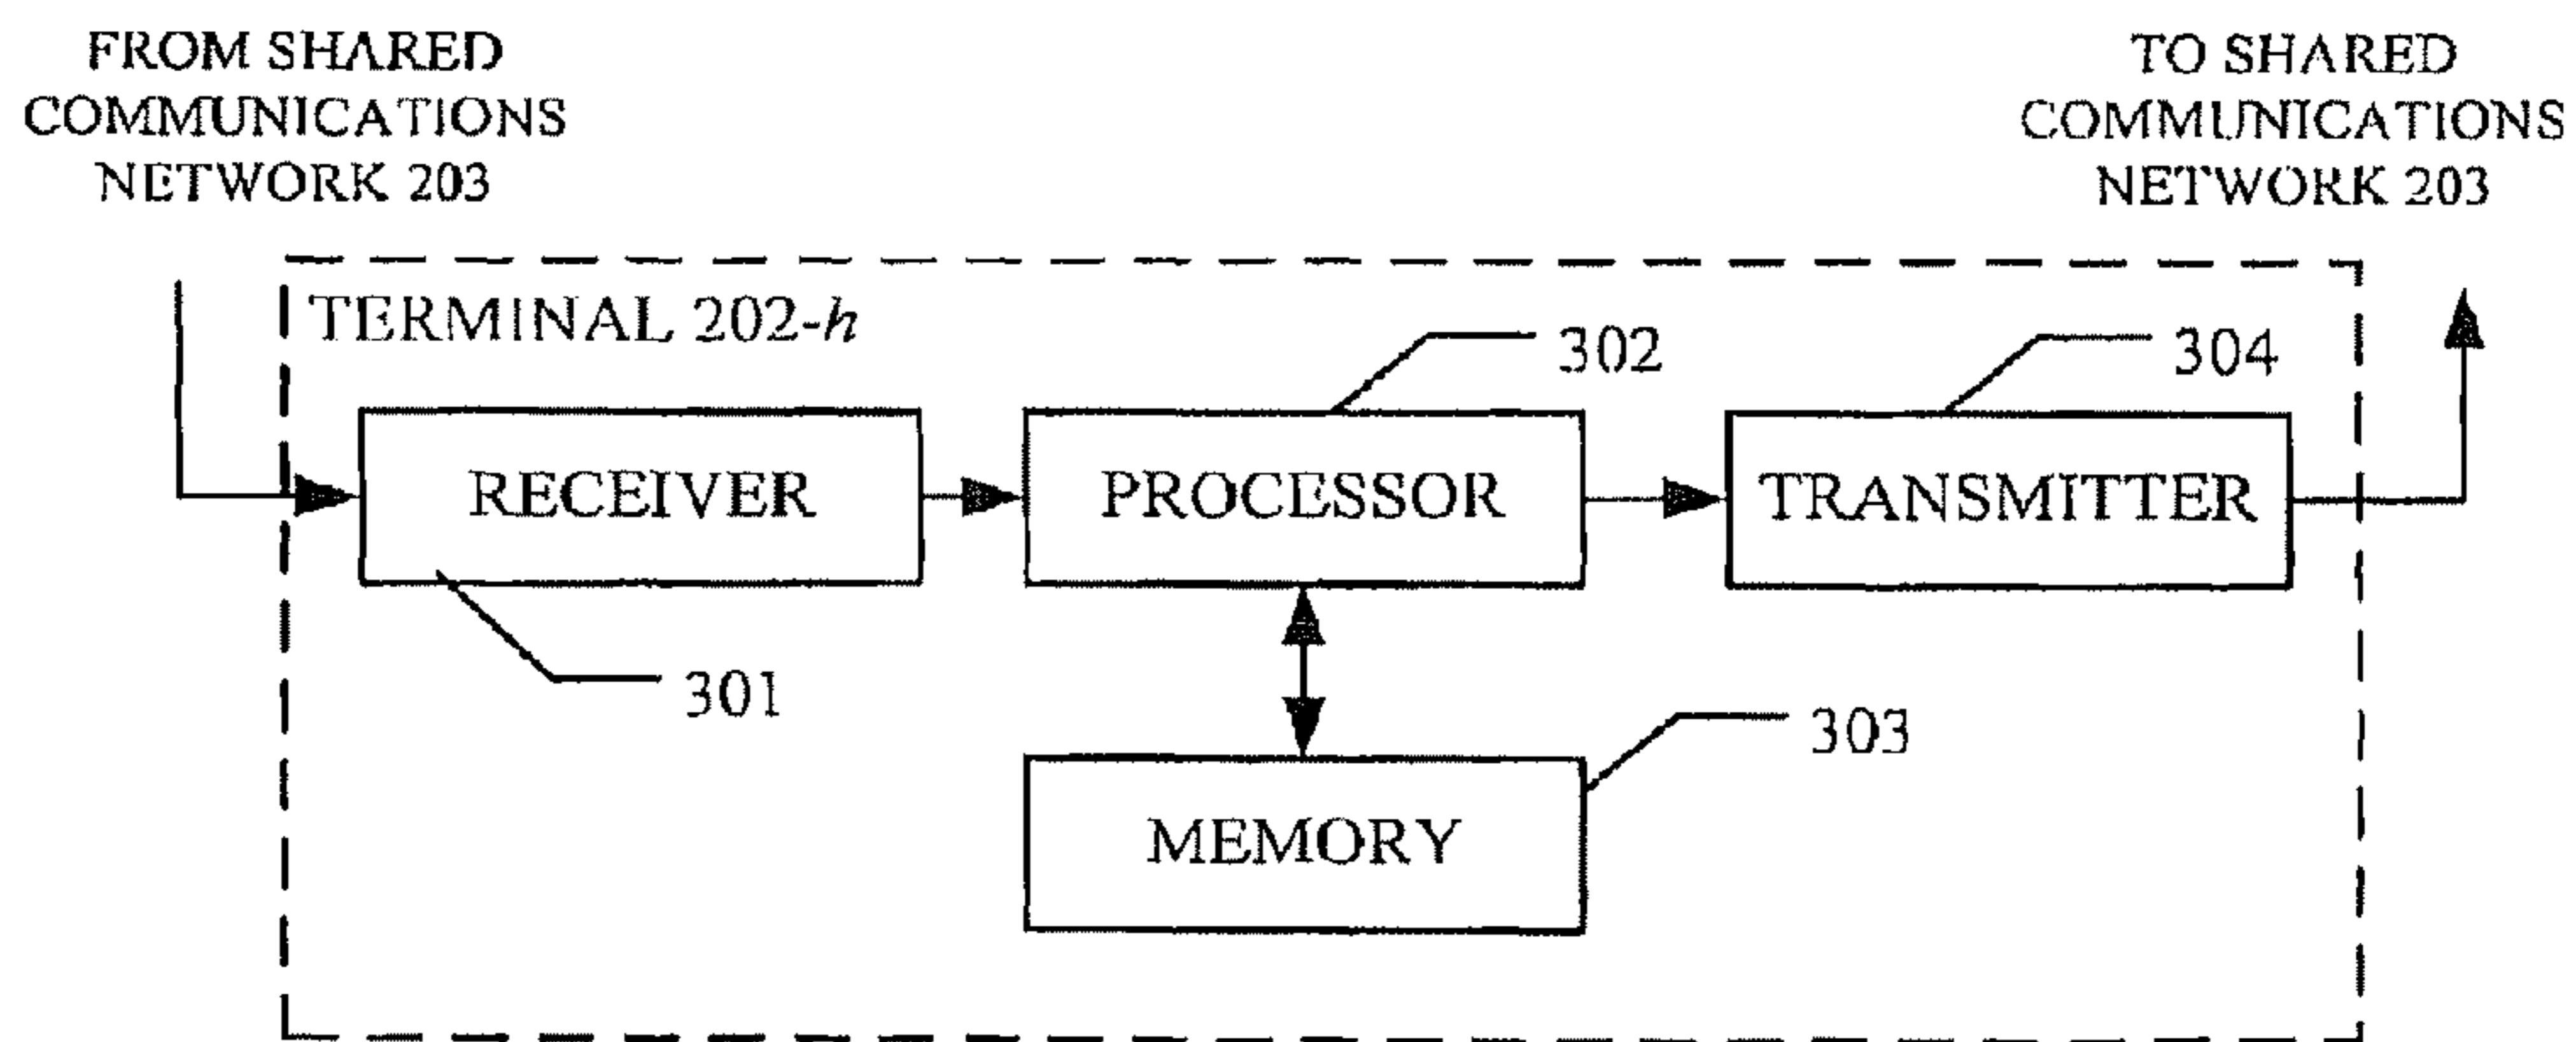 FROM SHARED
COMMUNICATIONS
NETWORK 203
TO SHARED
COMMUNICATIONS
NETWORK 203
TERMINAL 202-h
302
304
RECEIVER
PROCESSOR
TRANSMITTER
301
303
MEMORY